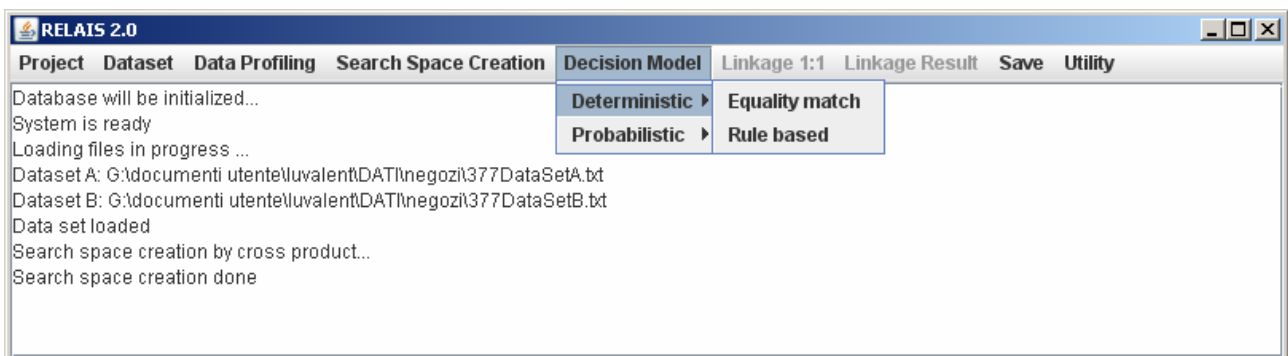 RELAIS 2.0
Project Dataset Data Profiling Search Space Creation Decision Model Linkage 1:1 Linkage Result Save Utility
Deterministic Equality match
Probabilistic Rule based
Database will be initialized...
System is ready
Loading files in progress ...
Dataset A: G:\documenti utente\luvalent\DATI\negozi\377DataSetA.txt
Dataset B: G:\documenti utente\luvalent\DATI\negozi\377DataSetB.txt
Data set loaded
Search space creation by cross product...
Search space creation done